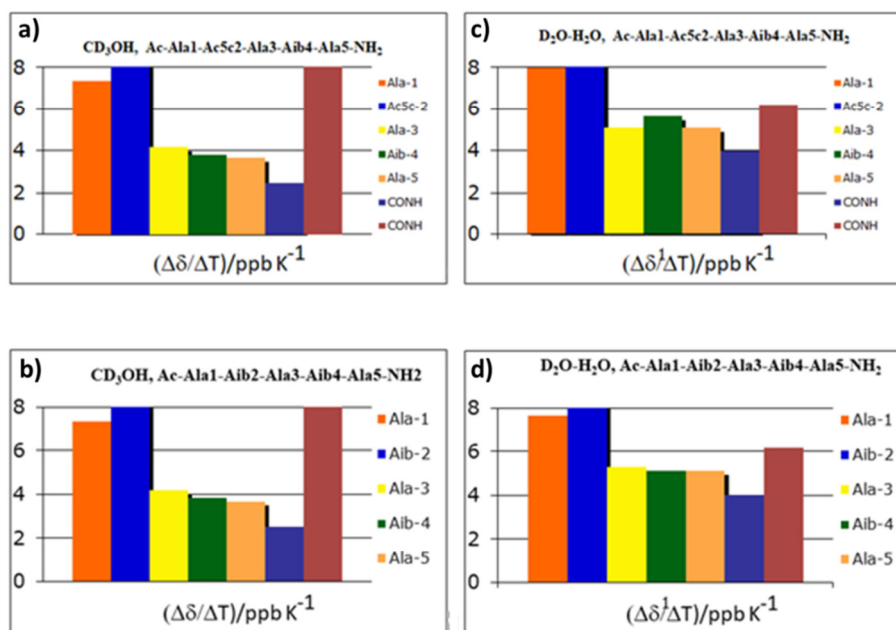 a)
CD₃OH, Ac-Ala1-Ac5c2-Ala3-Aib4-Ala5-NH₂
8
6
4
2
0
Ala-1
Ac5c-2
Ala-3
Aib-4
Ala-5
CONH
CONH
(Δδ/ΔT)/ppb K⁻¹
c)
D₂O-H₂O, Ac-Ala1-Ac5c2-Ala3-Aib4-Ala5-NH₂
8
6
4
2
0
Ala-1
Ac5c-2
Ala-3
Aib-4
Ala-5
CONH
CONH
(Δδ¹/ΔT)/ppb K⁻¹
b)
CD₃OH, Ac-Ala1-Aib2-Ala3-Aib4-Ala5-NH2
8
6
4
2
0
Ala-1
Aib-2
Ala-3
Aib-4
Ala-5
(Δδ/ΔT)/ppb K⁻¹
d)
D₂O-H₂O, Ac-Ala1-Aib2-Ala3-Aib4-Ala5-NH₂
8
6
4
2
0
Ala-1
Aib-2
Ala-3
Aib-4
Ala-5
(Δδ¹/ΔT)/ppb K⁻¹